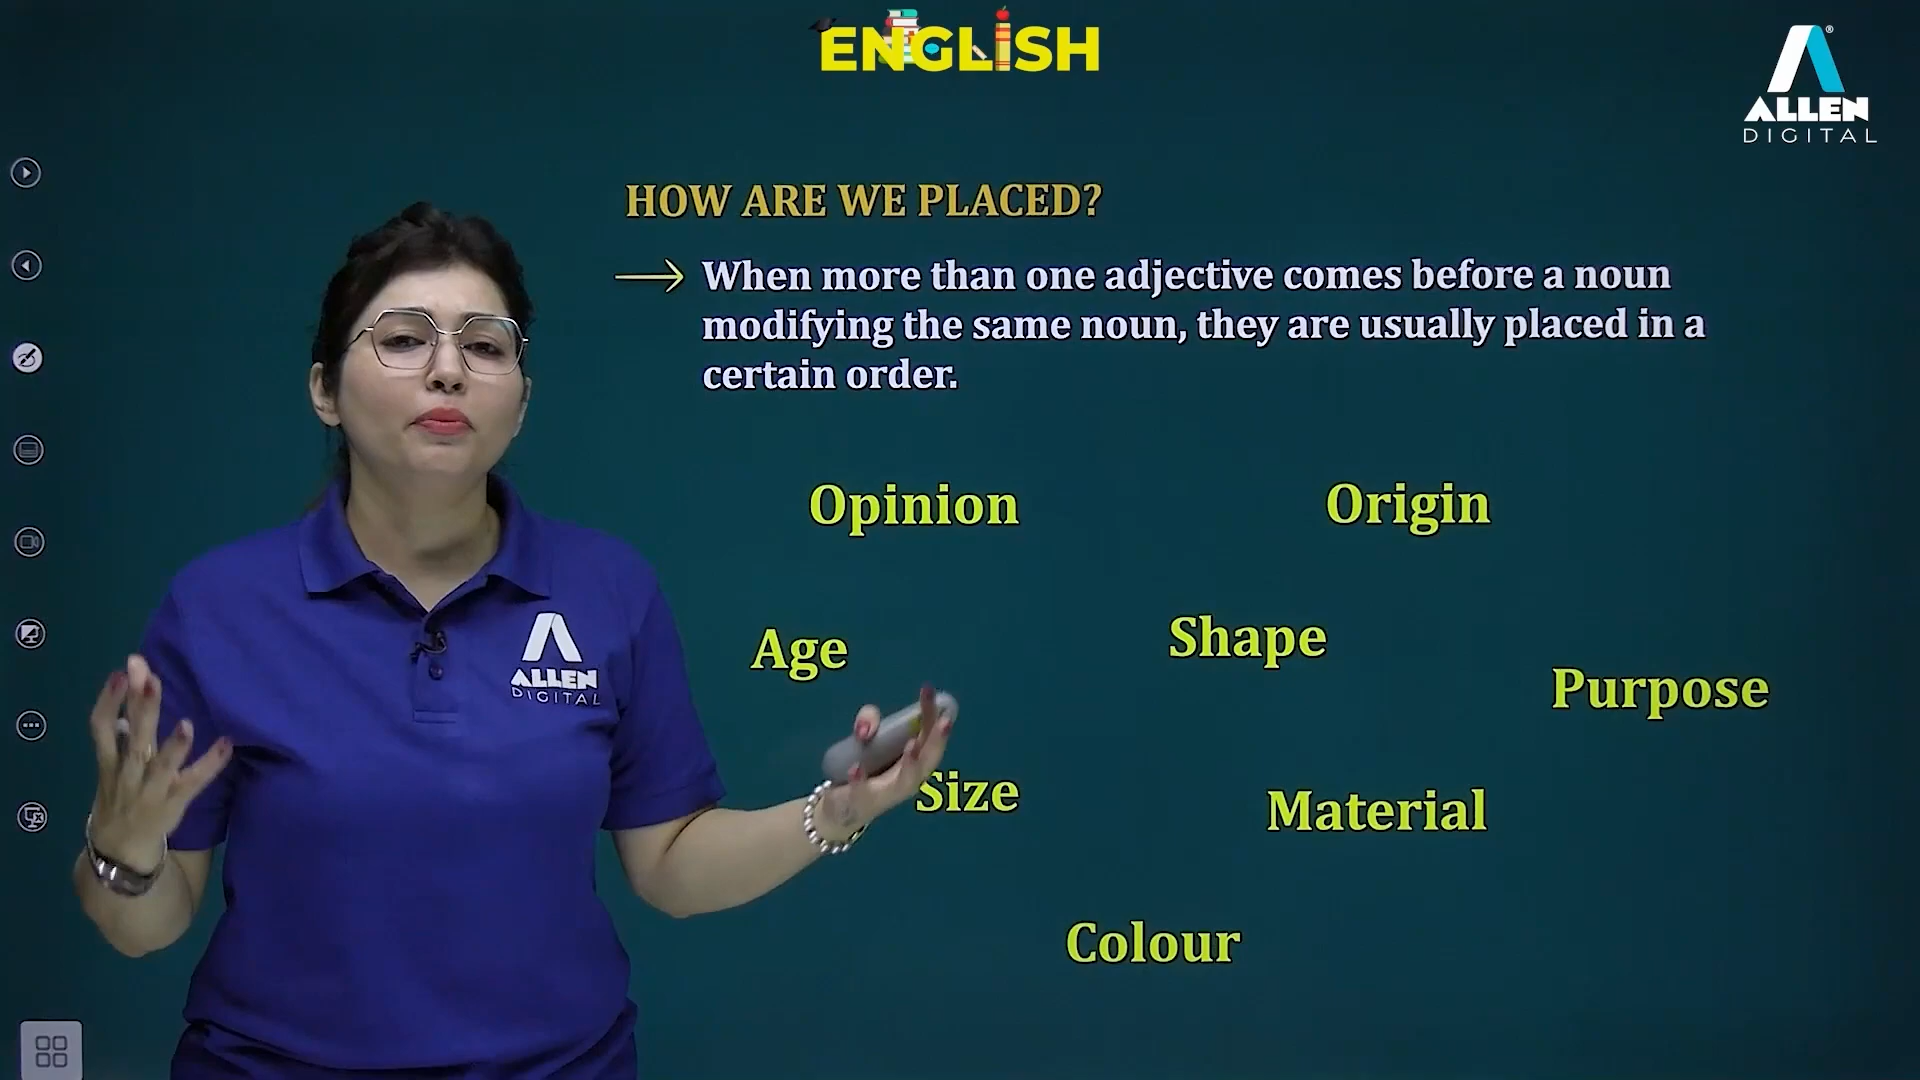 ENGLISH
ALLEN
DIGITAL
HOW ARE WE PLACED?
When more than one adjective comes before a noun
modifying the same noun, they are usually placed in a
certain order.
Opinion
Origin
Age
Shape
Purpose
Size
Material
Colour
ALLEN
DIGITAL